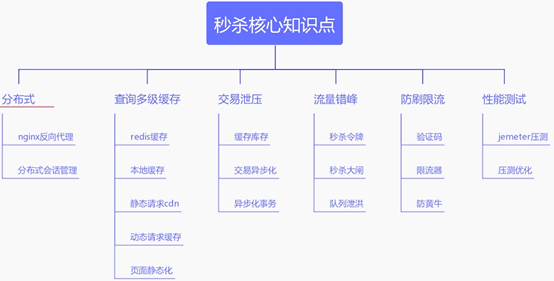 秒杀核心知识点
分布式
查询多级缓存
交易泄压
流量错峰
防刷限流
性能测试
nginx反向代理
redis缓存
缓存库存
秒杀令牌
验证码
jemeter压测
分布式会话管理
本地缓存
交易异步化
秒杀大闸
限流器
压测优化
静态请求cdn
异步化事务
队列泄洪
防黄牛
动态请求缓存
页面静态化